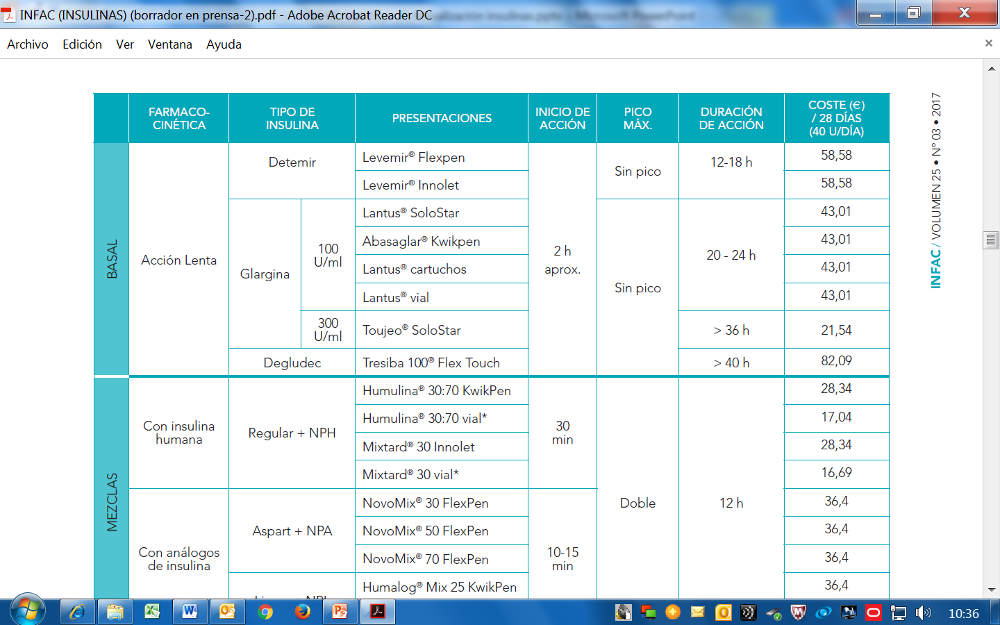 INFAC (INSULINAS) (borrador en prensa-2).pdf - Adobe Acrobat Reader DC
Archivo Edición Ver Ventana Ayuda
FARMACO-
CINÉTICA
TIPO DE
INSULINA
PRESENTACIONES
INICIO DE
ACCIÓN
PICO
MÁX.
DURACIÓN
DE ACCIÓN
COSTE (€)
/ 28 DÍAS
(40 U/DÍA)
BASAL
Acción Lenta
Detemir
Levemir® Flexpen
58,58
Levemir® Innolet
58,58
Sin pico
12-18 h
2 h
aprox.
Glargina
100
U/ml
Lantus® SoloStar
43,01
Abasaglar® Kwikpen
43,01
Lantus® cartuchos
43,01
Lantus® vial
43,01
Sin pico
20 - 24 h
300
U/ml
Toujeo® SoloStar
> 36 h
21,54
Degludec
Tresiba 100® Flex Touch
> 40 h
82,09
MEZCLAS
Con insulina
humana
Regular + NPH
Humulina® 30:70 KwikPen
28,34
Humulina® 30:70 vial*
17,04
Mixtard® 30 Innolet
28,34
Mixtard® 30 vial*
16,69
30
min
Doble
12 h
Con análogos
de insulina
Aspart + NPA
NovoMix® 30 FlexPen
36,4
NovoMix® 50 FlexPen
36,4
NovoMix® 70 FlexPen
36,4
10-15
min
Humalog® Mix 25 KwikPen
36,4
INFAC / VOLUMEN 25 • Nº 03 • 2017
10:36